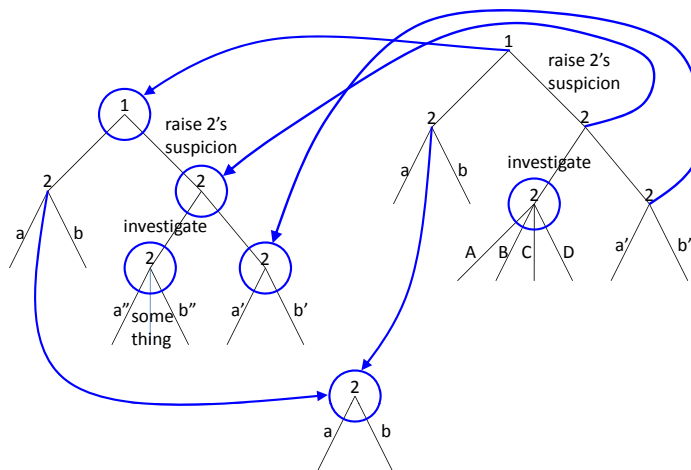 1
raise 2's
suspicion
2
a
b
2
investigate
2
A
B
C
D
2
a'
b'
1
raise 2's
suspicion
2
a
b
2
investigate
2
a"
b"
some
thing
2
a'
b'
2
a
b